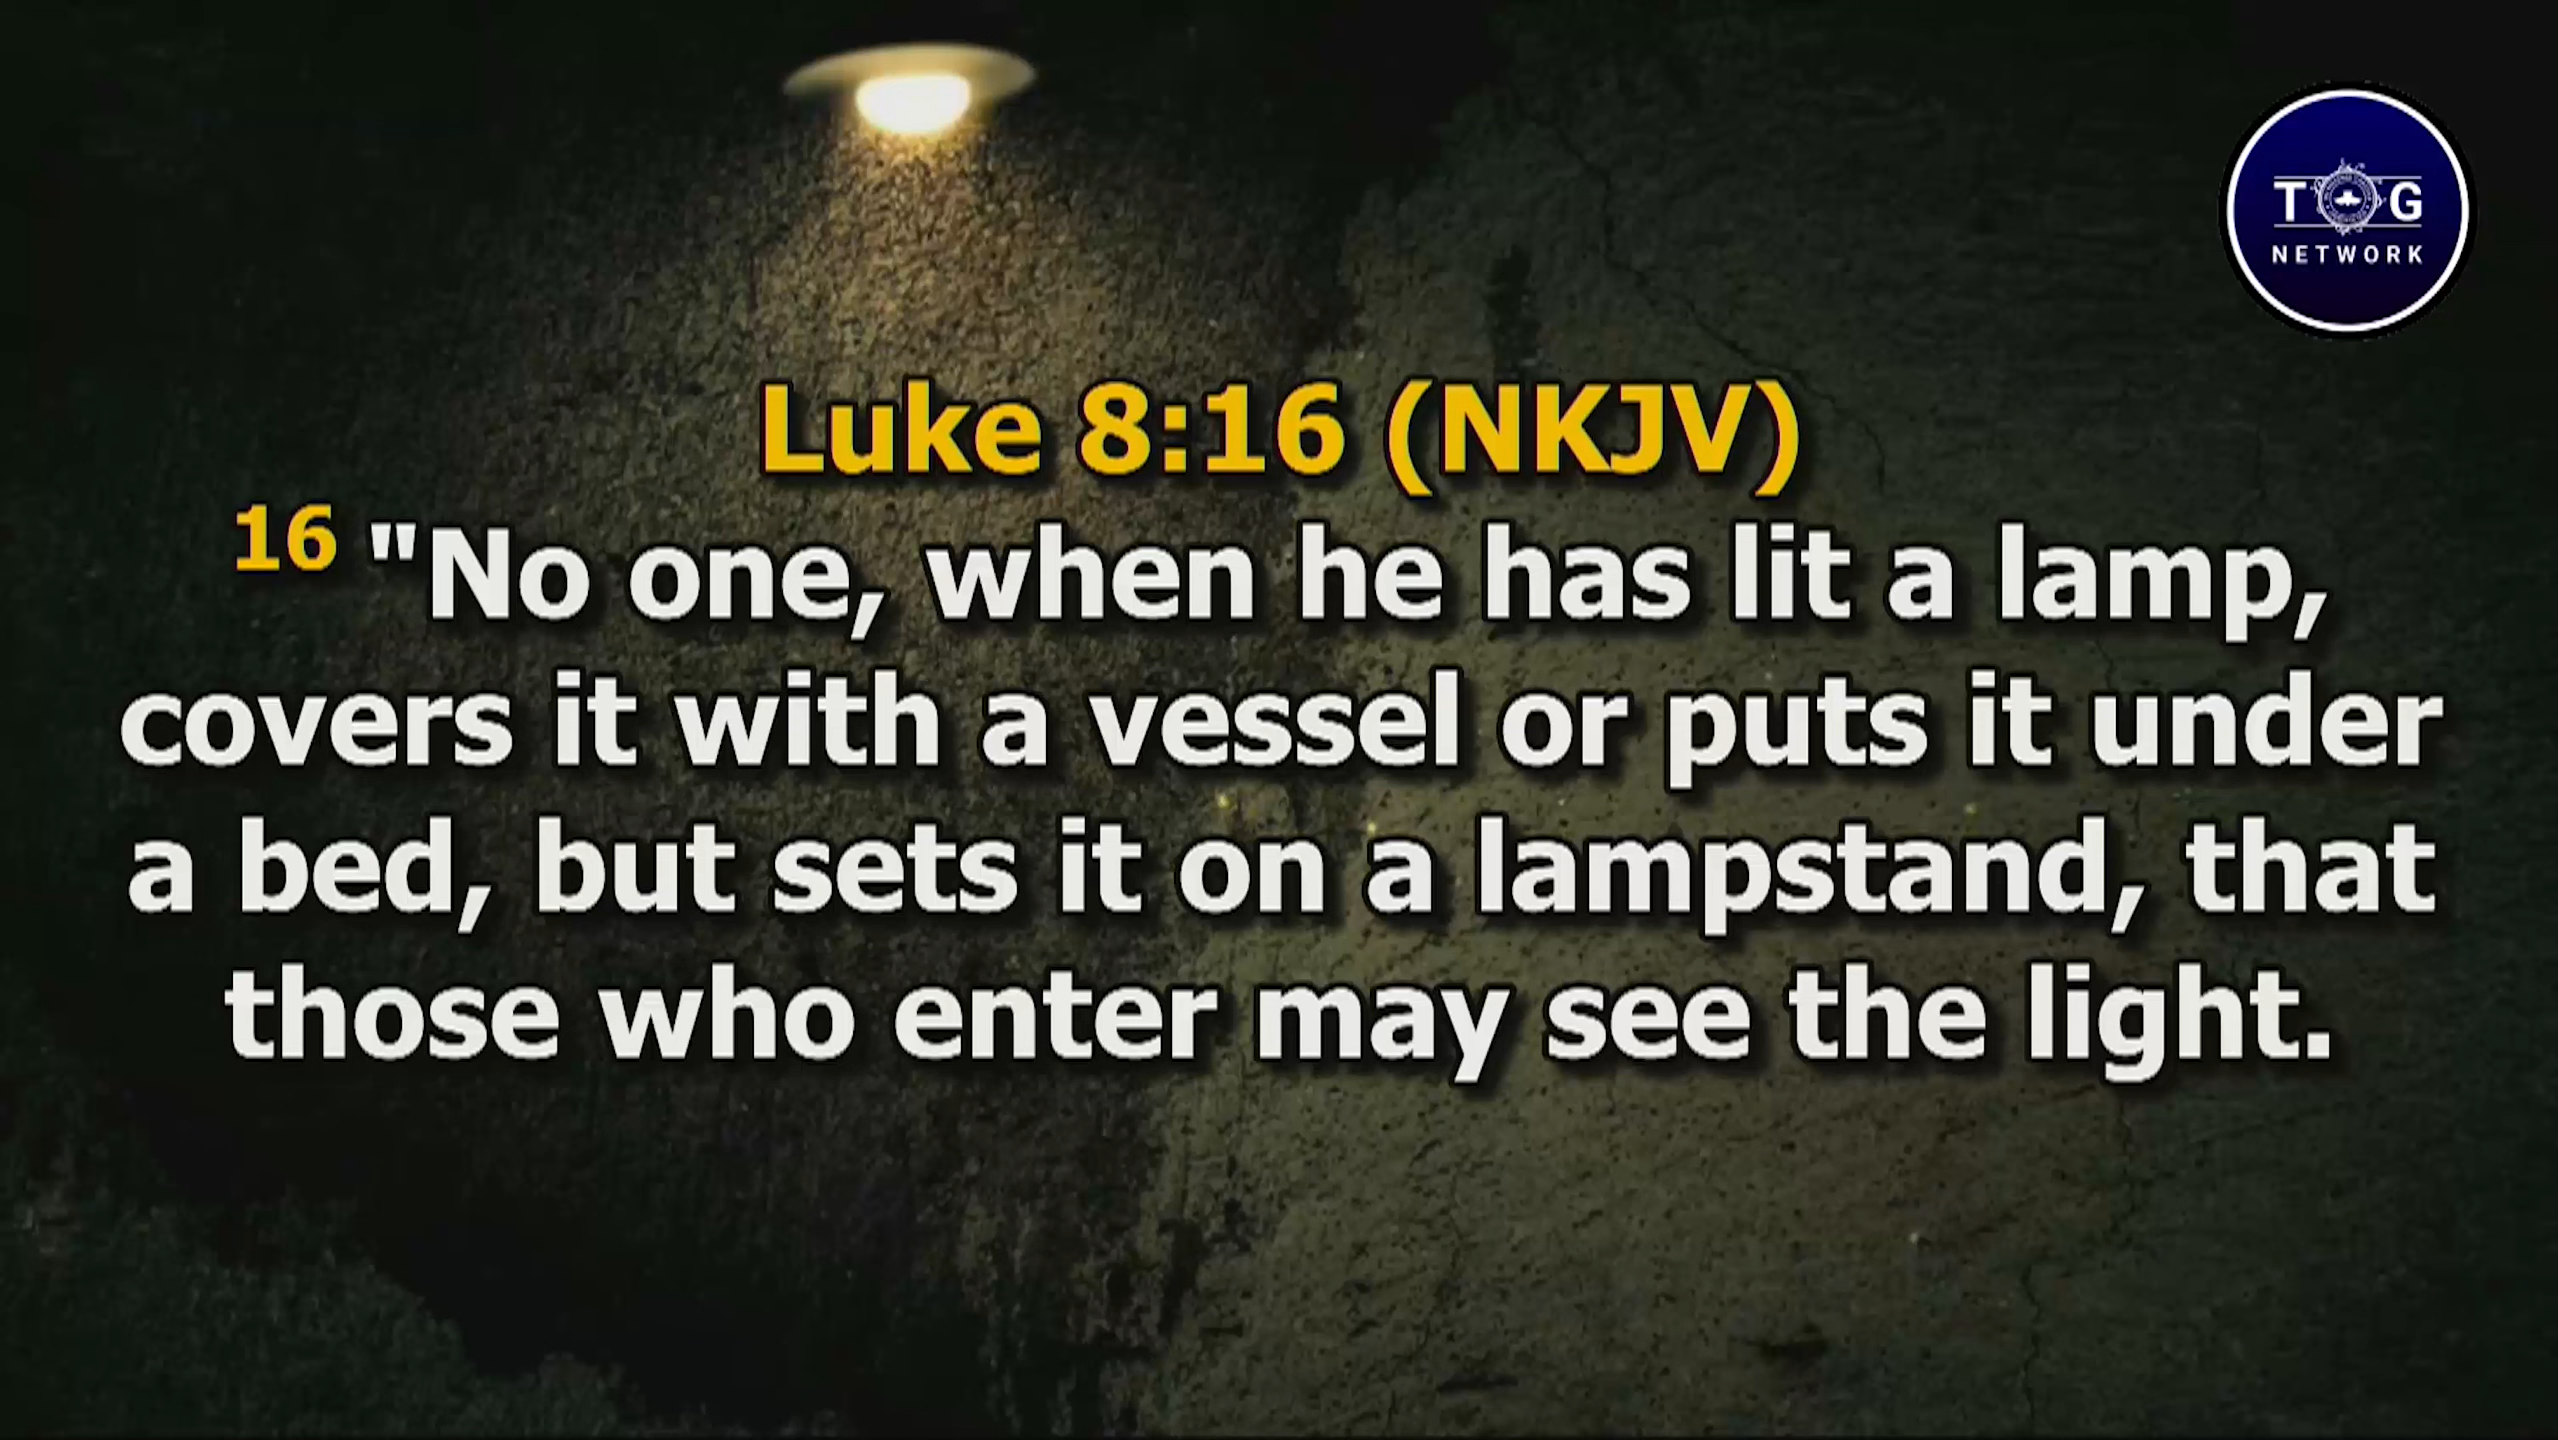 T G
NETWORK
Luke 8:16 (NKJV)
16 "No one, when he has lit a lamp,
covers it with a vessel or puts it under
a bed, but sets it on a lampstand, that
those who enter may see the light.